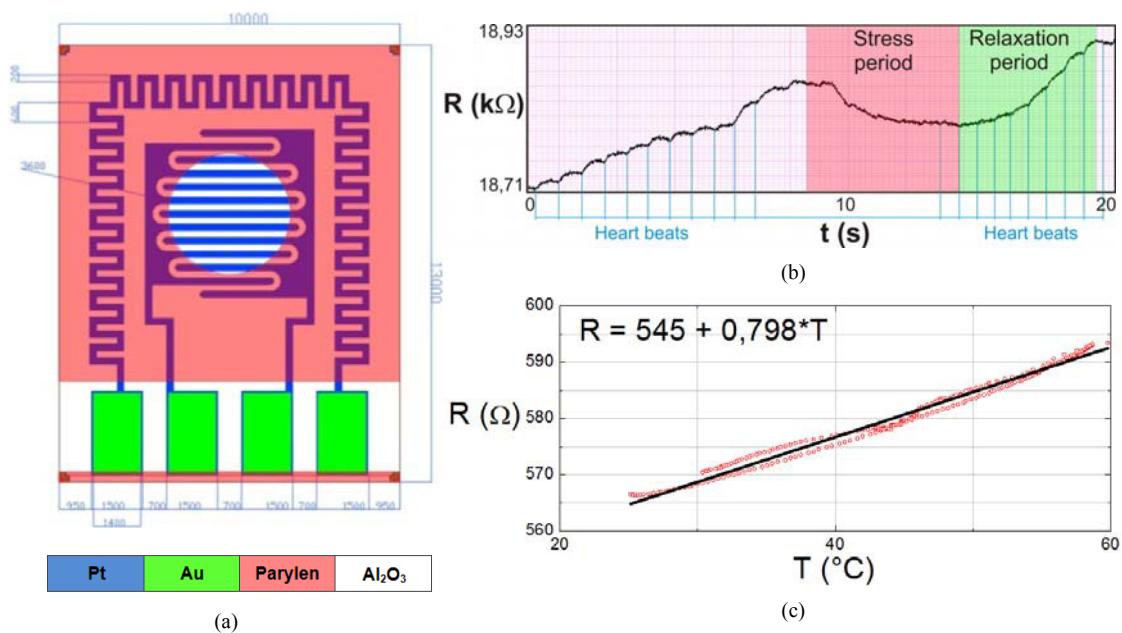 10000
200
670
3600
13000
950 1500 700 1500 700 1500 700 1500 950
1400
Pt Au Parylen Al₂O₃
(a)
18,93
Stress period
Relaxation period
R (kΩ)
18,71
10
20
Heart beats
t (s)
Heart beats
(b)
600
R = 545 + 0,798*T
590
R (Ω)
580
570
560
20
40
60
T (°C)
(c)